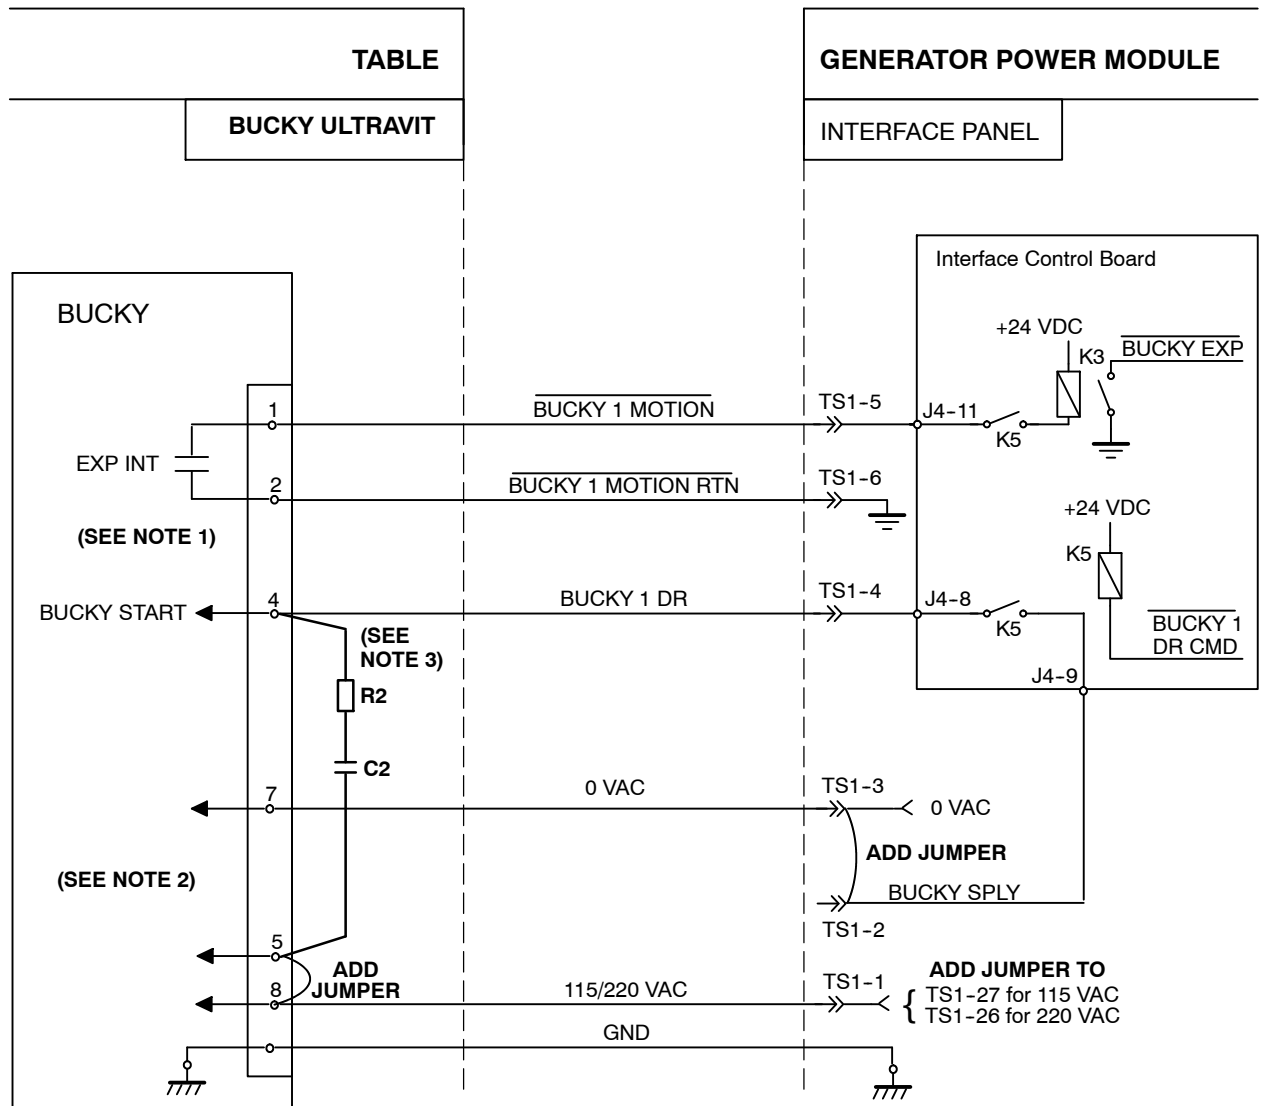 TABLE
BUCKY ULTRAVIT
GENERATOR POWER MODULE
INTERFACE PANEL
BUCKY
Interface Control Board
+24 VDC
K3
BUCKY EXP
1
BUCKY 1 MOTION
TS1-5
J4-11
K5
EXP INT
2
BUCKY 1 MOTION RTN
TS1-6
(SEE NOTE 1)
+24 VDC
K5
BUCKY START
4
BUCKY 1 DR
TS1-4
J4-8
K5
BUCKY 1
DR CMD
(SEE
NOTE 3)
R2
J4-9
C2
7
0 VAC
TS1-3
0 VAC
ADD JUMPER
(SEE NOTE 2)
BUCKY SPLY
TS1-2
5
ADD
JUMPER
8
115/220 VAC
TS1-1
ADD JUMPER TO
{ TS1-27 for 115 VAC
TS1-26 for 220 VAC
GND